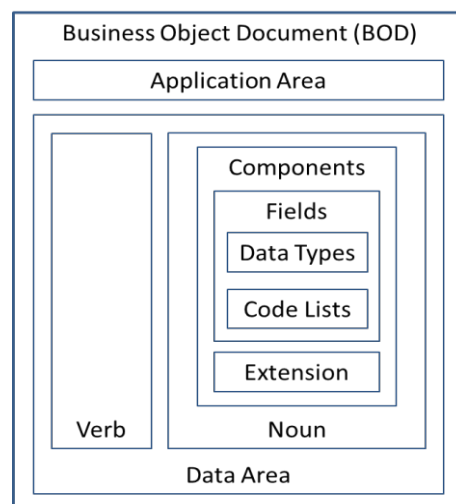 Business Object Document (BOD)
Application Area
Components
Fields
Data Types
Code Lists
Extension
Verb
Noun
Data Area